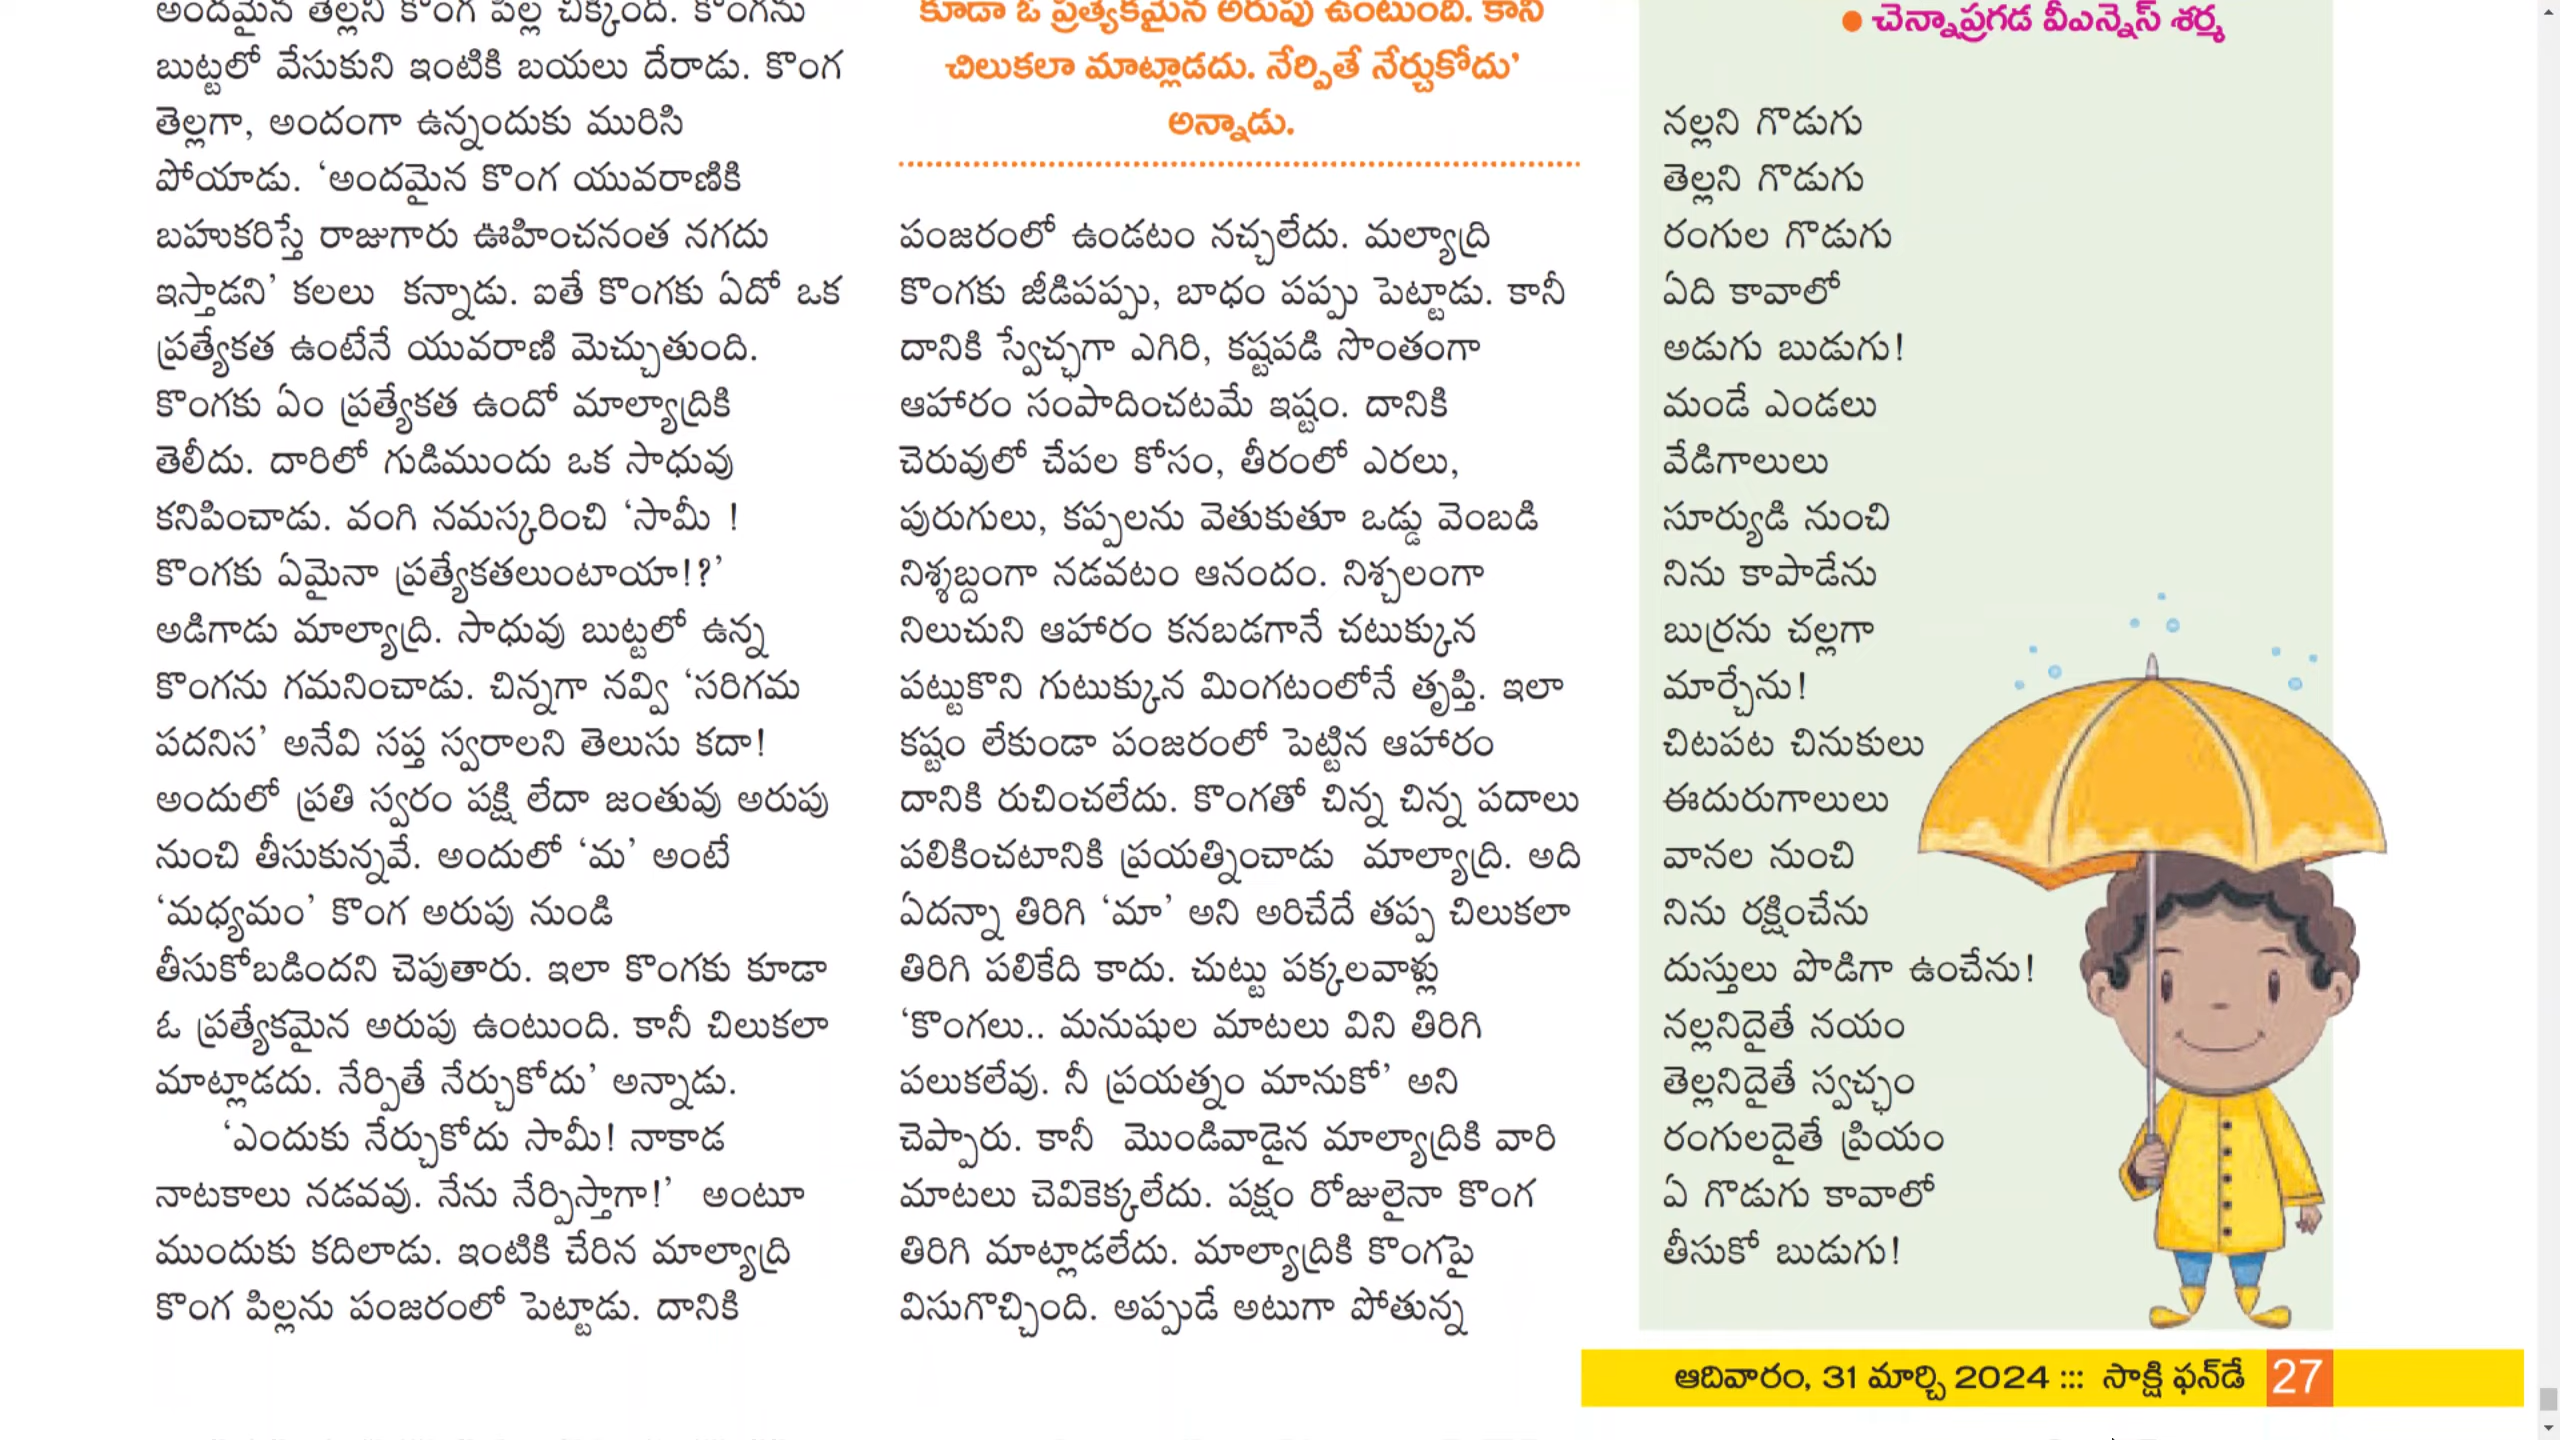 అందమైన తెల్లని కొంగ పిల్ల చిక్కింది. కొంగను
బుట్టలో వేసుకుని ఇంటికి బయలు దేరాడు. కొంగ
తెల్లగా, అందంగా ఉన్నందుకు మురిసి
పోయాడు. ‘అందమైన కొంగ యువరాణికి
బహుకరిస్తే రాజుగారు ఊహించనంత నగదు
ఇస్తాడని’ కలలు కన్నాడు. ఐతే కొంగకు ఏదో ఒక
ప్రత్యేకత ఉంటేనే యువరాణి మెచ్చుతుంది.
కొంగకు ఏం ప్రత్యేకత ఉందో మాల్యాద్రికి
తెలీదు. దారిలో గుడిముందు ఒక సాధువు
కనిపించాడు. వంగి నమస్కరించి ‘సామీ !
కొంగకు ఏమైనా ప్రత్యేకతలుంటాయా!?’
అడిగాడు మాల్యాద్రి. సాధువు బుట్టలో ఉన్న
కొంగను గమనించాడు. చిన్నగా నవ్వి ‘సరిగమ
పదనిస’ అనేవి సప్త స్వరాలని తెలుసు కదా!
అందులో ప్రతి స్వరం పక్షి లేదా జంతువు అరుపు
నుంచి తీసుకున్నవే. అందులో ‘మ’ అంటే
‘మధ్యమం’ కొంగ అరుపు నుండి
తీసుకోబడిందని చెపుతారు. ఇలా కొంగకు కూడా
ఓ ప్రత్యేకమైన అరుపు ఉంటుంది. కానీ చిలుకలా
మాట్లాడదు. నేర్పితే నేర్చుకోదు’ అన్నాడు.
‘ఎందుకు నేర్చుకోదు సామీ! నాకాడ
నాటకాలు నడవవు. నేను నేర్పిస్తాగా!’ అంటూ
ముందుకు కదిలాడు. ఇంటికి చేరిన మాల్యాద్రి
కొంగ పిల్లను పంజరంలో పెట్టాడు. దానికి
కూడా ఓ ప్రత్యేకమైన అరుపు ఉంటుంది. కానీ
చిలుకలా మాట్లాడదు. నేర్పితే నేర్చుకోదు’
అన్నాడు.
పంజరంలో ఉండటం నచ్చలేదు. మల్యాద్రి
కొంగకు జీడిపప్పు, బాధం పప్పు పెట్టాడు. కానీ
దానికి స్వేచ్ఛగా ఎగిరి, కష్టపడి సొంతంగా
ఆహారం సంపాదించటమే ఇష్టం. దానికి
చెరువులో చేపల కోసం, తీరంలో ఎరలు,
పురుగులు, కప్పలను వెతుకుతూ ఒడ్డు వెంబడి
నిశ్శబ్దంగా నడవటం ఆనందం. నిశ్చలంగా
నిలుచుని ఆహారం కనబడగానే చటుక్కున
పట్టుకొని గుటుక్కున మింగటంలోనే తృప్తి. ఇలా
కష్టం లేకుండా పంజరంలో పెట్టిన ఆహారం
దానికి రుచించలేదు. కొంగతో చిన్న చిన్న పదాలు
పలికించటానికి ప్రయత్నించాడు మాల్యాద్రి. అది
ఏదన్నా తిరిగి ‘మా’ అని అరిచేదే తప్ప చిలుకలా
తిరిగి పలికేది కాదు. చుట్టు పక్కలవాళ్లు
‘కొంగలు.. మనుషుల మాటలు విని తిరిగి
పలుకలేవు. నీ ప్రయత్నం మానుకో’ అని
చెప్పారు. కానీ మొండివాడైన మాల్యాద్రికి వారి
మాటలు చెవికెక్కలేదు. పక్షం రోజులైనా కొంగ
తిరిగి మాట్లాడలేదు. మాల్యాద్రికి కొంగపై
విసుగొచ్చింది. అప్పుడే అటుగా పోతున్న
● చెన్నాప్రగడ వీఎన్నెస్ శర్మ
నల్లని గొడుగు
తెల్లని గొడుగు
రంగుల గొడుగు
ఏది కావాలో
అడుగు బుడుగు!
మండే ఎండలు
వేడిగాలులు
సూర్యుడి నుంచి
నిను కాపాడేను
బుర్రను చల్లగా
మార్చేను!
చిటపట చినుకులు
ఈదురుగాలులు
వానల నుంచి
నిను రక్షించేను
దుస్తులు పొడిగా ఉంచేను!
నల్లనిదైతే నయం
తెల్లనిదైతే స్వచ్ఛం
రంగులదైతే ప్రియం
ఏ గొడుగు కావాలో
తీసుకో బుడుగు!
ఆదివారం, 31 మార్చి 2024 ::: సాక్షి ఫన్‌డే 27